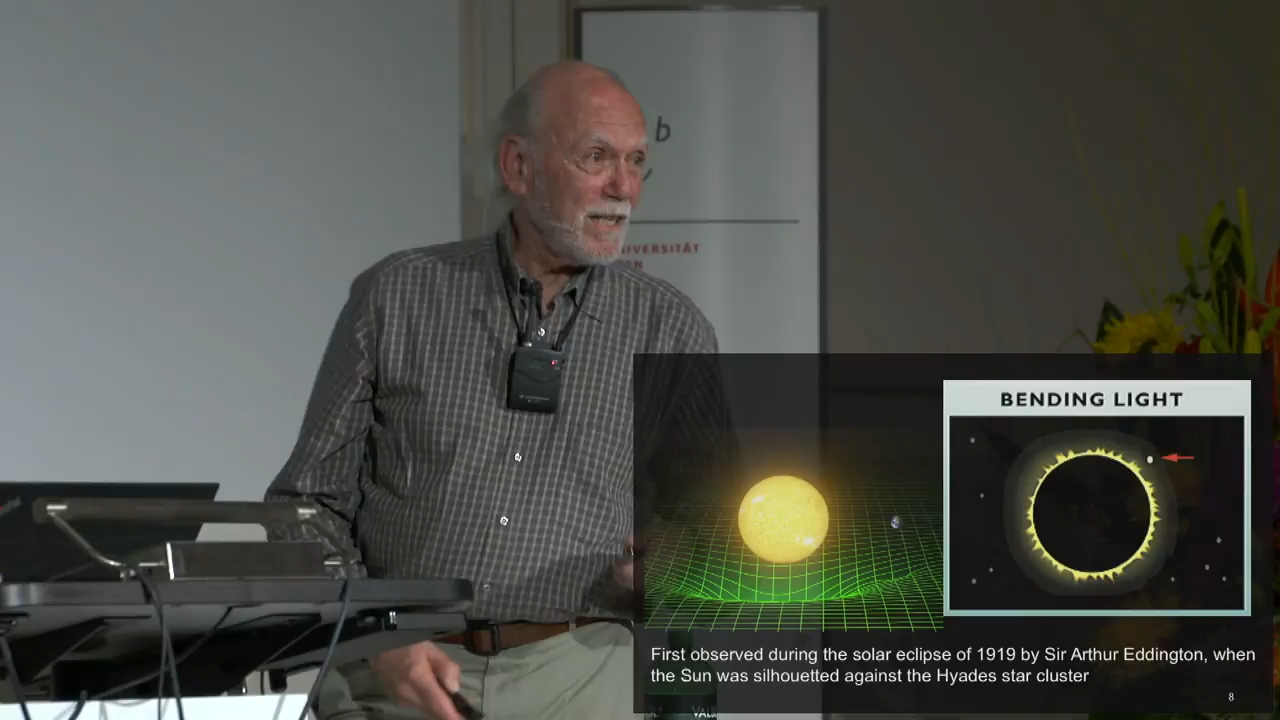 b
UNIVERSITÄT
BENDING LIGHT
First observed during the solar eclipse of 1919 by Sir Arthur Eddington, when
the Sun was silhouetted against the Hyades star cluster
8